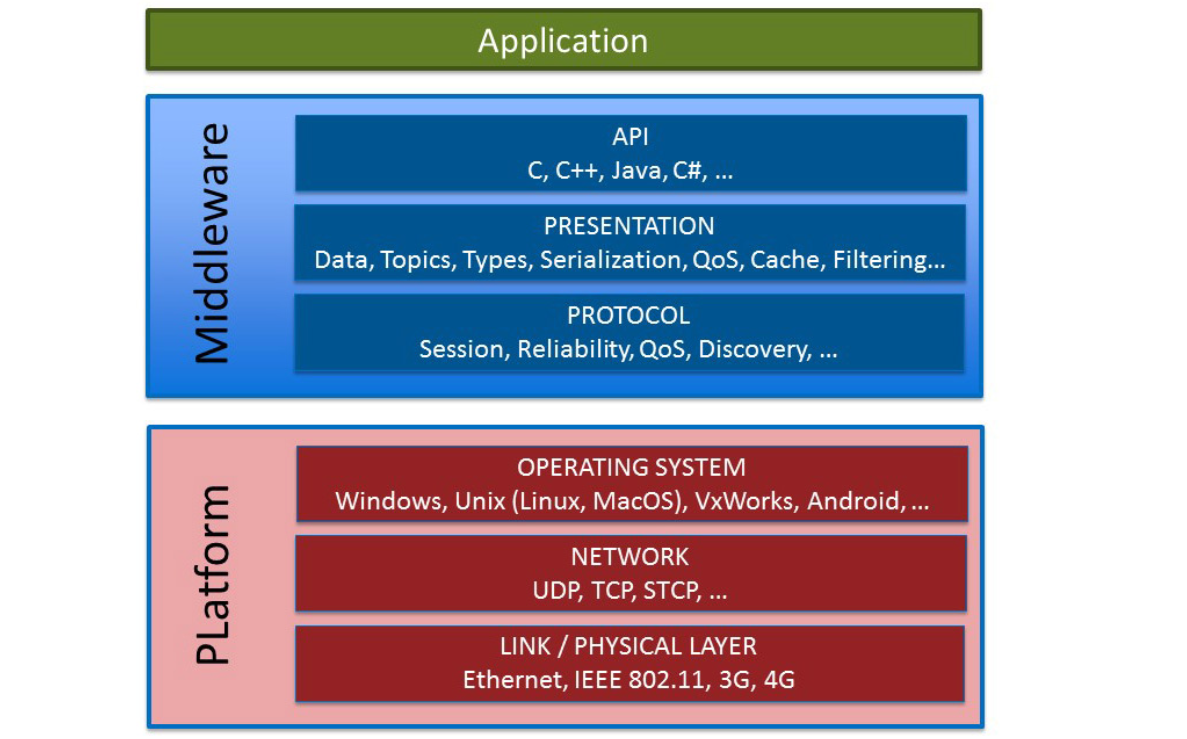 Application
Middleware
API
C, C++, Java, C#, ...
PRESENTATION
Data, Topics, Types, Serialization, QoS, Cache, Filtering...
PROTOCOL
Session, Reliability, QoS, Discovery, ...
PLatform
OPERATING SYSTEM
Windows, Unix (Linux, MacOS), VxWorks, Android, ...
NETWORK
UDP, TCP, STCP, ...
LINK / PHYSICAL LAYER
Ethernet, IEEE 802.11, 3G, 4G